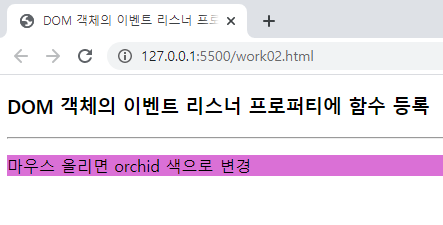 DOM 객체의 이벤트 리스너 프로
127.0.0.1:5500/work02.html
DOM 객체의 이벤트 리스너 프로퍼티에 함수 등록
마우스 올리면 orchid 색으로 변경